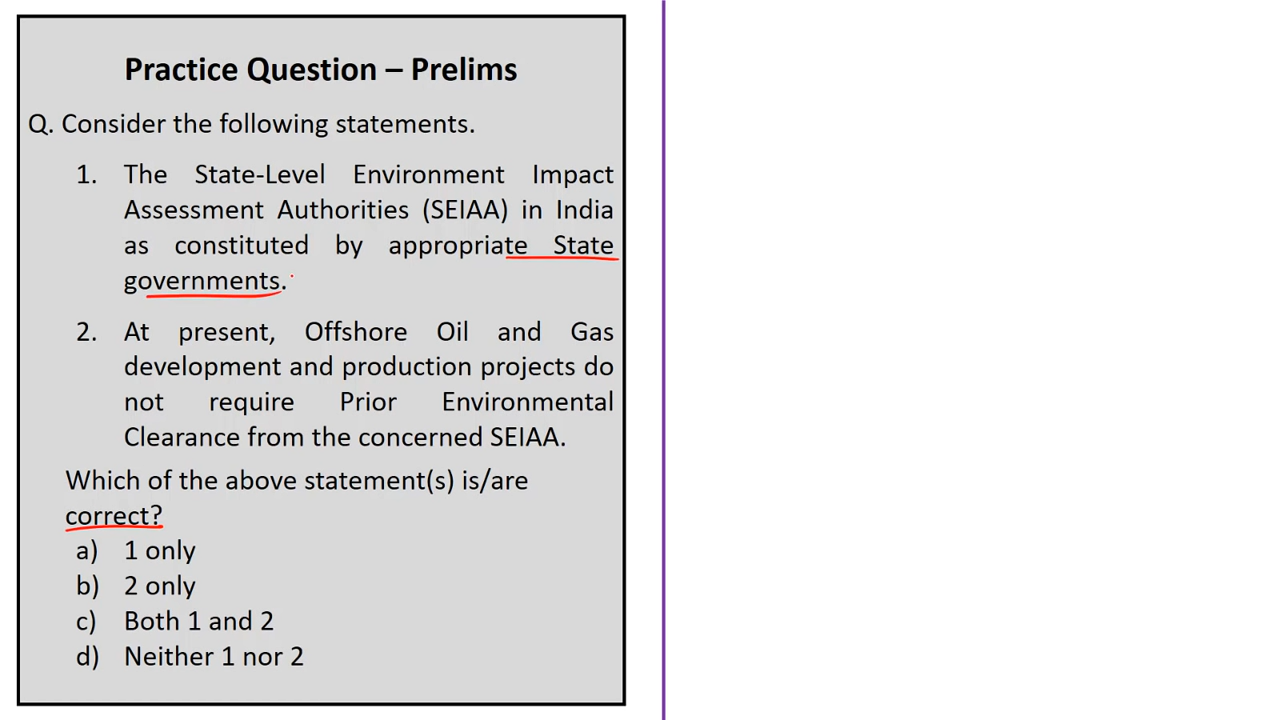 Practice Question – Prelims
Q. Consider the following statements.
1. The State-Level Environment Impact
Assessment Authorities (SEIAA) in India
as constituted by appropriate State
governments.
2. At present, Offshore Oil and Gas
development and production projects do
not require Prior Environmental
Clearance from the concerned SEIAA.
Which of the above statement(s) is/are
correct?
a) 1 only
b) 2 only
c) Both 1 and 2
d) Neither 1 nor 2